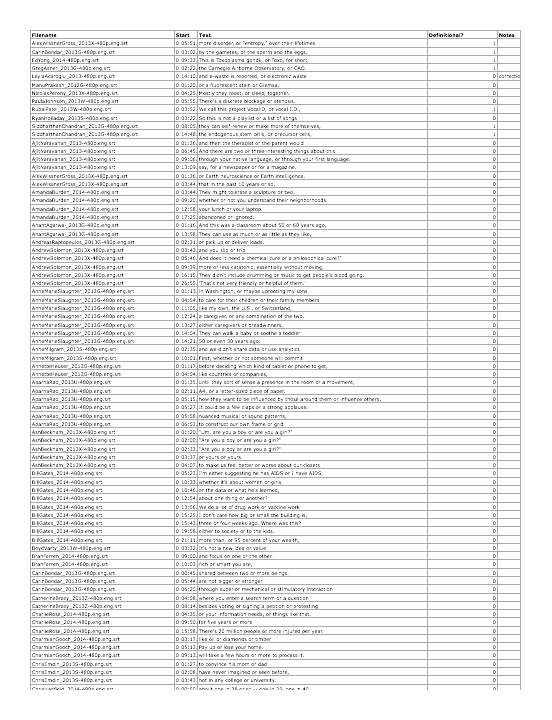 Filename Start Text Definitional? Notes
AlexWissnerGross_2013X-480p.eng.srt 0:05:51, more disorder, or "entropy," over their lifetimes. 1
CarinBondar_2013G-480p.eng.srt 0:03:02, by the gametes, or the sperm and the eggs. 1
EdYong_2014-480p.eng.srt 0:09:33, This is Toxoplasma gondii, or Toxo, for short, 1
GregAsner_2013G-480p.eng.srt 0:02:22, the Carnegie Airborne Observatory, or CAO. 1
LeylaAcaroglu_2013-480p.eng.srt 0:14:10, and e-waste is reported, or electronic waste 0 correctio
ManuPrakash_2012G-480p.eng.srt 0:01:20, or a fluorescent stain or Giemsa, 0
NicolasPerony_2013X-480p.eng.srt 0:04:25, Mostly they roost, or sleep, together. 1
PaulaJohnson_2013W-480p.eng.srt 0:05:55, There's a discrete blockage or stenosis. 1
RupalPatel_2013W-480p.eng.srt 0:03:52, We call this project VocaliD, or vocal I.D., 1
RyanHolladay_2013S-480p.eng.srt 0:03:22, So this is not a playlist or a list of songs 0
SiddharthanChandran_2013G-480p.eng.srt 0:08:05, they can self-renew or make more of themselves, 1
SiddharthanChandran_2013G-480p.eng.srt 0:14:48, the endogenous stem cells, or precursor cells, 1
AjitNarayanan_2013-480p.eng.srt 0:01:36, and then the therapist or the parent would 0
AjitNarayanan_2013-480p.eng.srt 0:06:45, And there are two or three interesting things about this. 0
AjitNarayanan_2013-480p.eng.srt 0:09:06, through your native language, or through your first language. 0
AjitNarayanan_2013-480p.eng.srt 0:13:09, say, for a newspaper or for a magazine. 0
AlexWissnerGross_2013X-480p.eng.srt 0:01:36, or Earth neuroscience or Earth intelligence, 0
AlexWissnerGross_2013X-480p.eng.srt 0:03:44, that in the past 10 years or so, 0
AmandaBurden_2014-480p.eng.srt 0:03:44, They might tolerate a sculpture or two. 0
AmandaBurden_2014-480p.eng.srt 0:09:20, whether or not you understand their neighborhoods. 0
AmandaBurden_2014-480p.eng.srt 0:12:58, your lunch or your laptop. 0
AmandaBurden_2014-480p.eng.srt 0:17:25, abandoned or ignored. 0
AnantAgarwal_2013G-480p.eng.srt 0:01:16, And this was a classroom about 50 or 60 years ago, 0
AnantAgarwal_2013G-480p.eng.srt 0:13:58, They can use as much or as little as they like, 0
AndreasRaptopoulos_2013G-480p.eng.srt 0:02:31, or pick up or deliver loads. 0
AndrewSolomon_2013X-480p.eng.srt 0:03:43, and you slip or trip 0
AndrewSolomon_2013X-480p.eng.srt 0:05:46, And does it need a chemical cure or a philosophical cure?" 0
AndrewSolomon_2013X-480p.eng.srt 0:09:39, more or less catatonic, essentially without moving, 0
AndrewSolomon_2013X-480p.eng.srt 0:16:15, They didn't include drumming or music to get people's blood going. 0
AndrewSolomon_2013X-480p.eng.srt 0:26:55, "That's not very friendly or helpful of them." 0
AnneMarieSlaughter_2013G-480p.eng.srt 0:01:13, in Washington, or maybe uprooting my sons 0
AnneMarieSlaughter_2013G-480p.eng.srt 0:04:54, to care for their children or their family members 0
AnneMarieSlaughter_2013G-480p.eng.srt 0:11:05, like my own, the U.S., or Switzerland, 0
AnneMarieSlaughter_2013G-480p.eng.srt 0:12:24, a caregiver, or any combination of the two. 0
AnneMarieSlaughter_2013G-480p.eng.srt 0:13:27, either caregivers or breadwinners. 0
AnneMarieSlaughter_2013G-480p.eng.srt 0:14:04, They can walk a baby or soothe a toddler 0
AnneMarieSlaughter_2013G-480p.eng.srt 0:14:21, 50 or even 30 years ago. 0
AnneMilgram_2013S-480p.eng.srt 0:02:35, and we didn't share data or use analytics 0
AnneMilgram_2013S-480p.eng.srt 0:10:01, First, whether or not someone will commit 0
AnnetteHeuser_2013G-480p.eng.srt 0:01:17, before deciding which kind of tablet or phone to get, 0
AnnetteHeuser_2013G-480p.eng.srt 0:04:04, like countries or companies, 0
AparnaRao_2013U-480p.eng.srt 0:01:35, until they sort of sense a presence in the room or a movement, 0
AparnaRao_2013U-480p.eng.srt 0:02:11, A4, or a letter-sized piece of paper. 0
AparnaRao_2013U-480p.eng.srt 0:05:15, how they want to be influenced by those around them or influence others, 0
AparnaRao_2013U-480p.eng.srt 0:05:27, It could be a few claps or a strong applause, 0
AparnaRao_2013U-480p.eng.srt 0:05:58, nuanced musical or sound patterns, 0
AparnaRao_2013U-480p.eng.srt 0:06:53, to construct our own frame or grid 0
AshBeckham_2013X-480p.eng.srt 0:01:20, "Um, are you a boy or are you a girl?" 0
AshBeckham_2013X-480p.eng.srt 0:02:00, "Are you a boy or are you a girl?" 0
AshBeckham_2013X-480p.eng.srt 0:02:33, "Are you a boy or are you a girl?" 0
AshBeckham_2013X-480p.eng.srt 0:03:37, or yours or yours. 0
AshBeckham_2013X-480p.eng.srt 0:04:07, to make us feel better or worse about our closets 0
BillGates_2014-480p.eng.srt 0:05:23, I'm either suggesting he has AIDS or I have AIDS, 0
BillGates_2014-480p.eng.srt 0:10:33, whether it's about women or girls 0
BillGates_2014-480p.eng.srt 0:10:46, or the data or what he's learned, 0
BillGates_2014-480p.eng.srt 0:12:54, about one thing or another? 0
BillGates_2014-480p.eng.srt 0:13:56, We do a lot of drug work or vaccine work 0
BillGates_2014-480p.eng.srt 0:15:25, I don't care how big or small the building is. 0
BillGates_2014-480p.eng.srt 0:15:43, three or four weeks ago. Where was this? 0
BillGates_2014-480p.eng.srt 0:19:58, either to society or to the kids. 0
BillGates_2014-480p.eng.srt 0:21:11, more than, or 95 percent of your wealth, 0
BoydVarty_2013W-480p.eng.srt 0:03:32, It's not a new idea or value 0
BranFerren_2014-480p.eng.srt 0:09:00, and focus on one or the other. 0
BranFerren_2014-480p.eng.srt 0:10:03, rich or smart you are, 0
CarinBondar_2013G-480p.eng.srt 0:00:45, shared between two or more beings. 0
CarinBondar_2013G-480p.eng.srt 0:05:44, are not bigger or stronger 0
CarinBondar_2013G-480p.eng.srt 0:06:20, through superior mechanical or stimulatory interaction 0
CatherineBracy_2013Z-480p.eng.srt 0:04:08, where you enter a search term or a question 0
CatherineBracy_2013Z-480p.eng.srt 0:08:14, besides voting or signing a petition or protesting. 0
CharlieRose_2014-480p.eng.srt 0:04:35, or your information needs, or things like that. 0
CharlieRose_2014-480p.eng.srt 0:09:50, for five years or more 0
CharlieRose_2014-480p.eng.srt 0:15:58, There's 20 million people or more injured per year. 0
CharmianGooch_2014-480p.eng.srt 0:03:17, like oil or diamonds or timber 0
CharmianGooch_2014-480p.eng.srt 0:05:13, Pay up or lose your home. 0
CharmianGooch_2014-480p.eng.srt 0:09:13, will take a few hours or more to process it. 0
ChrisEmdin_2013S-480p.eng.srt 0:01:27, to convince his mom or dad 0
ChrisEmdin_2013S-480p.eng.srt 0:02:08, have never imagined or seen before. 0
ChrisEmdin_2013S-480p.eng.srt 0:03:43, not in any college or university, 0
ChrisHadfield_2014-480p.eng.srt 0:00:50, about one in 38 or so -- one in 35, one in 40. 0